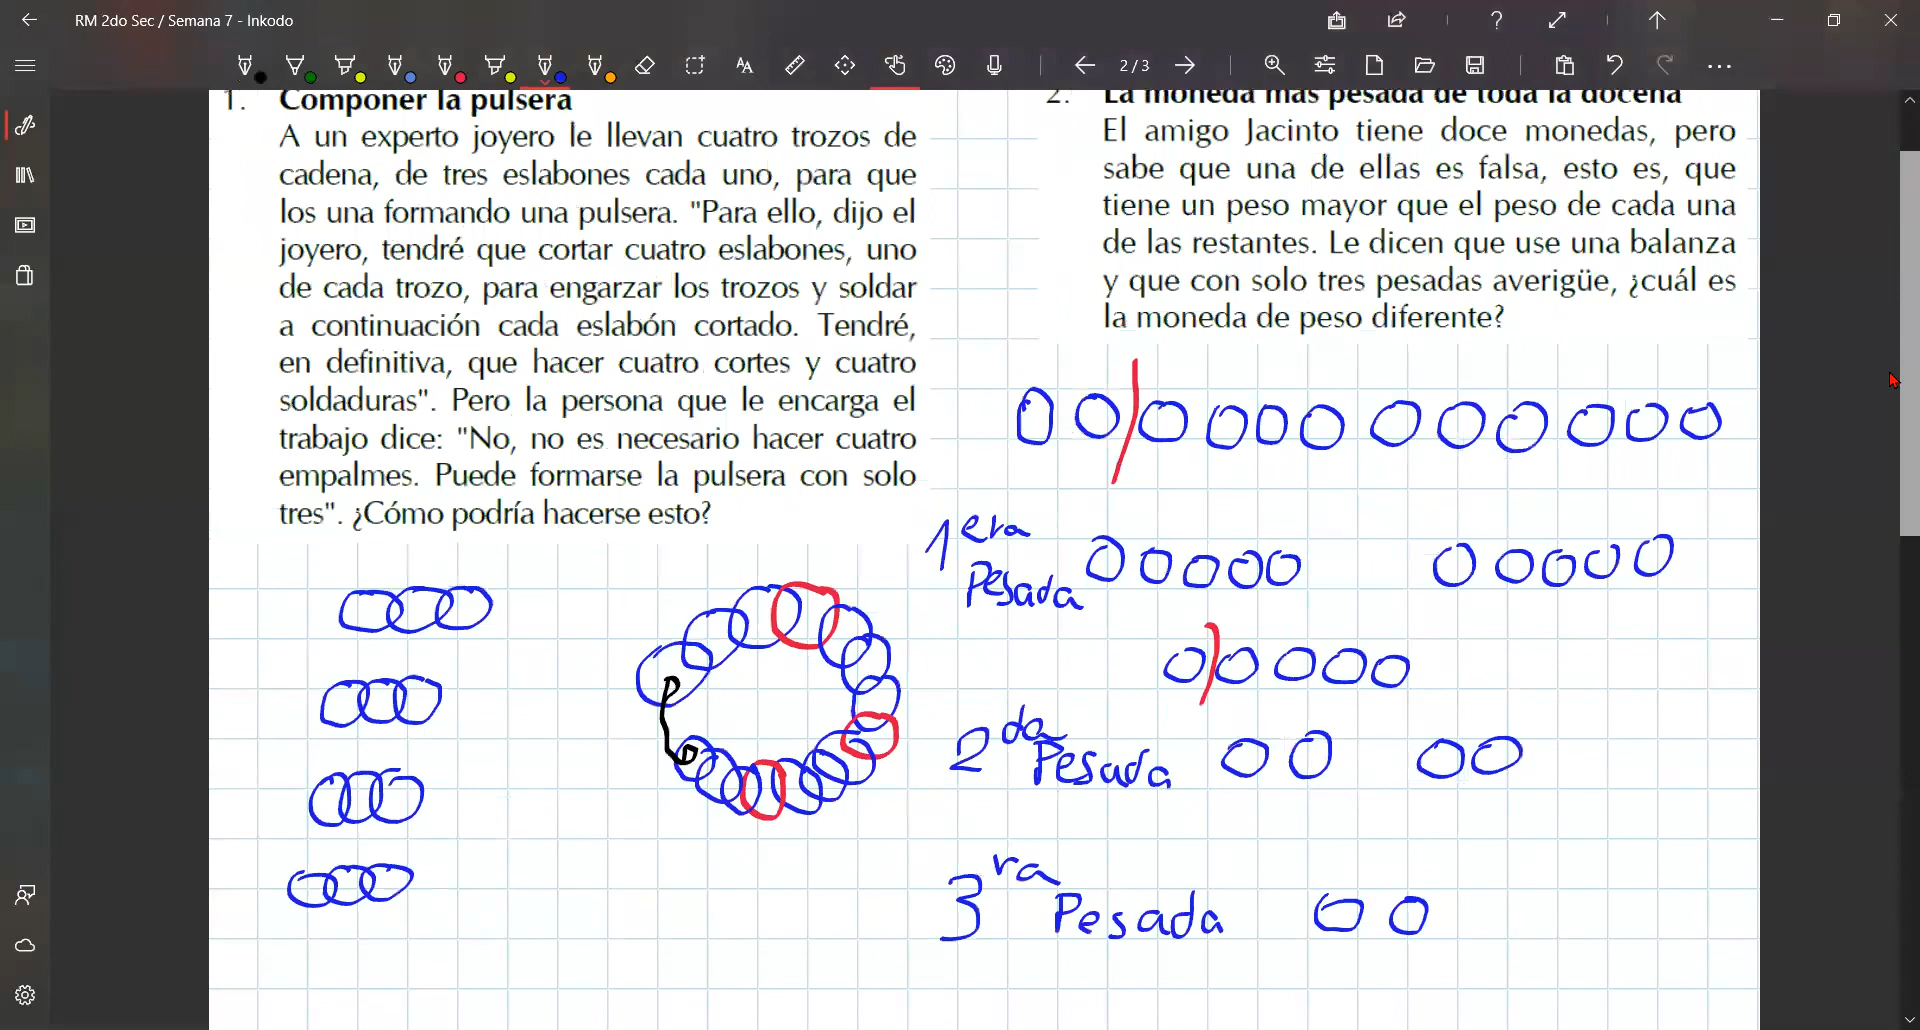 RM 2do Sec / Semana 7 - Inkodo
2 / 3
1. Componer la pulsera
A un experto joyero le llevan cuatro trozos de
cadena, de tres eslabones cada uno, para que
los una formando una pulsera. "Para ello, dijo el
joyero, tendré que cortar cuatro eslabones, uno
de cada trozo, para engarzar los trozos y soldar
a continuación cada eslabón cortado. Tendré,
en definitiva, que hacer cuatro cortes y cuatro
soldaduras". Pero la persona que le encarga el
trabajo dice: "No, no es necesario hacer cuatro
empalmes. Puede formarse la pulsera con solo
tres". ¿Cómo podría hacerse esto?
2. La moneda más pesada de toda la docena
El amigo Jacinto tiene doce monedas, pero
sabe que una de ellas es falsa, esto es, que
tiene un peso mayor que el peso de cada una
de las restantes. Le dicen que use una balanza
y que con solo tres pesadas averigüe, ¿cuál es
la moneda de peso diferente?
1era
Pesada
2da
Pesada
3ra
Pesada